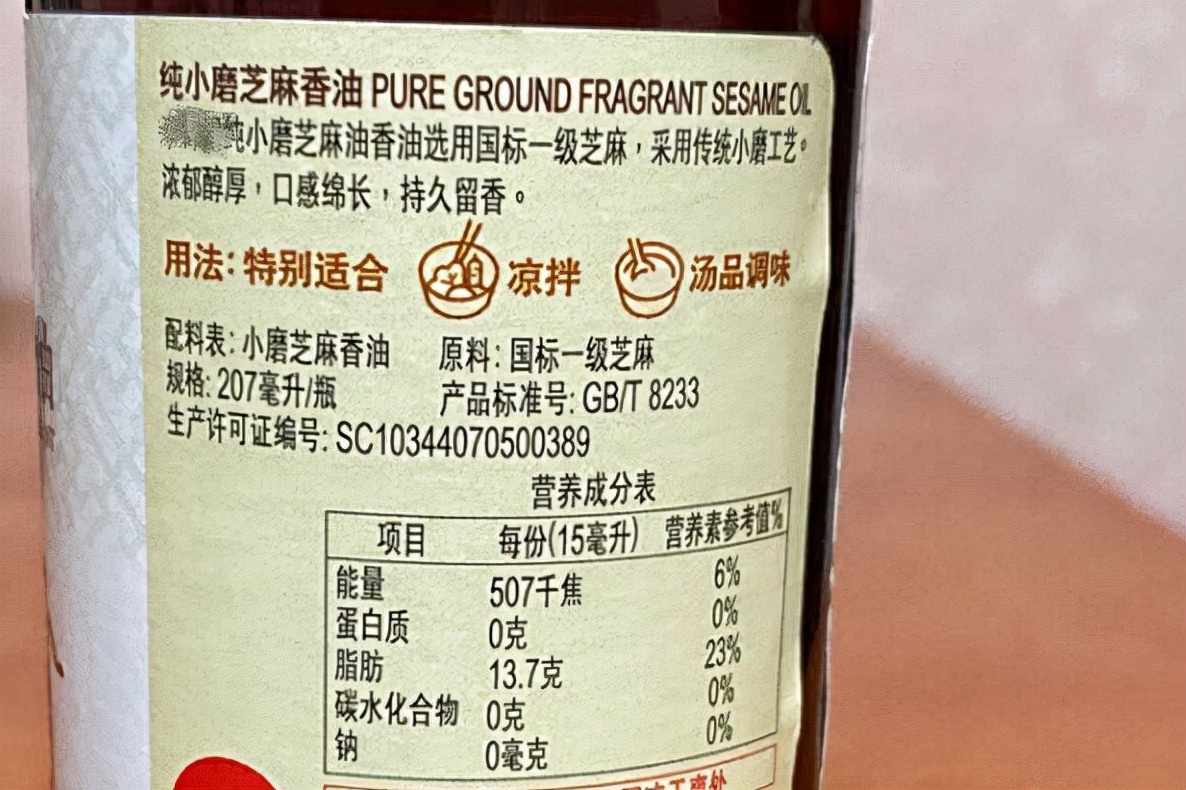 纯小磨芝麻香油 PURE GROUND FRAGRANT SESAME OIL
纯小磨芝麻油香油选用国标一级芝麻，采用传统小磨工艺。
浓郁醇厚，口感绵长，持久留香。
用法：特别适合 凉拌 汤品调味
配料表：小磨芝麻香油 原料：国标一级芝麻
规格：207毫升/瓶 产品标准号：GB/T 8233
生产许可证编号：SC10344070500389
营养成分表
项目 每份(15毫升) 营养素参考值%
能量 507千焦 6%
蛋白质 0克 0%
脂肪 13.7克 23%
碳水化合物 0克 0%
钠 0毫克 0%